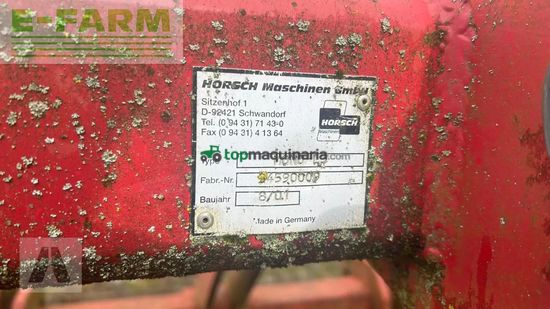 E-FARM
HORSCH Maschinen GmbH
Sitzenhof 1
D-92421 Schwandorf
Tel. (0 94 31) 71 43-0
Fax (0 94 31) 4 13 64
HORSCH
topmaquinaria.com
Fabr.-Nr.
Baujahr 8/01
Made in Germany